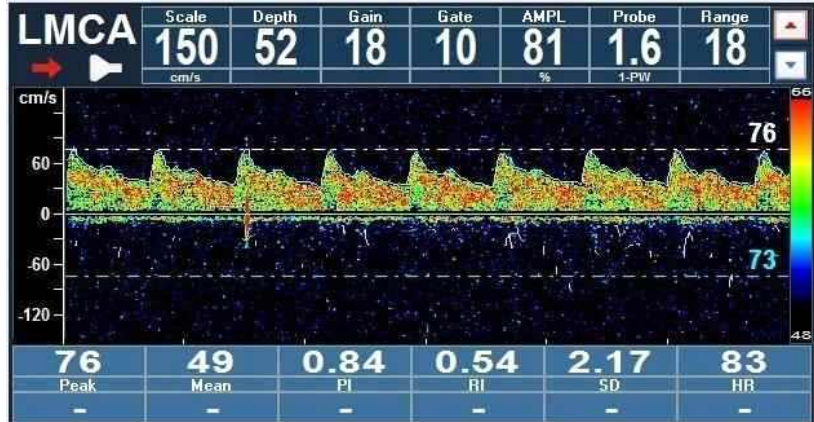 LMCA
Scale Depth Gain Gate AMPL Probe Range
150 52 18 10 81 1.6 18
cm/s % 1-PW
cm/s
56
76
60
0
-60
73
-120
48
76 49 0.84 0.54 2.17 83
Peak Mean PI RI SD HR
- - - - - -